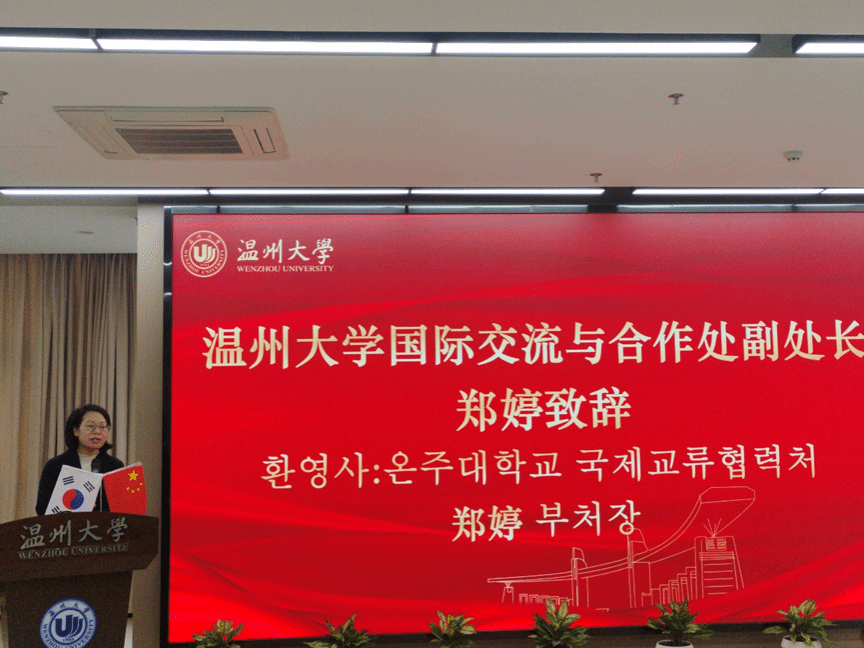 温州大学
WENZHOU UNIVERSITY
温州大学国际交流与合作处副处长
郑婷致辞
환영사:온주대학교 국제교류협력처
郑婷 부처장
温州大学
WENZHOU UNIVERSITY